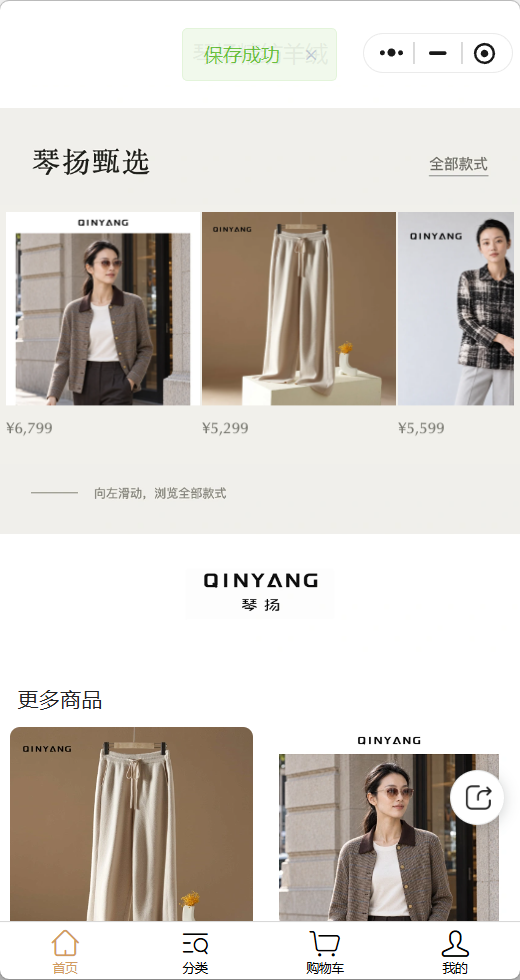 保存成功
琴扬甄选
全部款式
QINYANG
QINYANG
QINYANG
¥6,799
¥5,299
¥5,599
向左滑动，浏览全部款式
QINYANG
琴扬
更多商品
QINYANG
QINYANG
首页
分类
购物车
我的